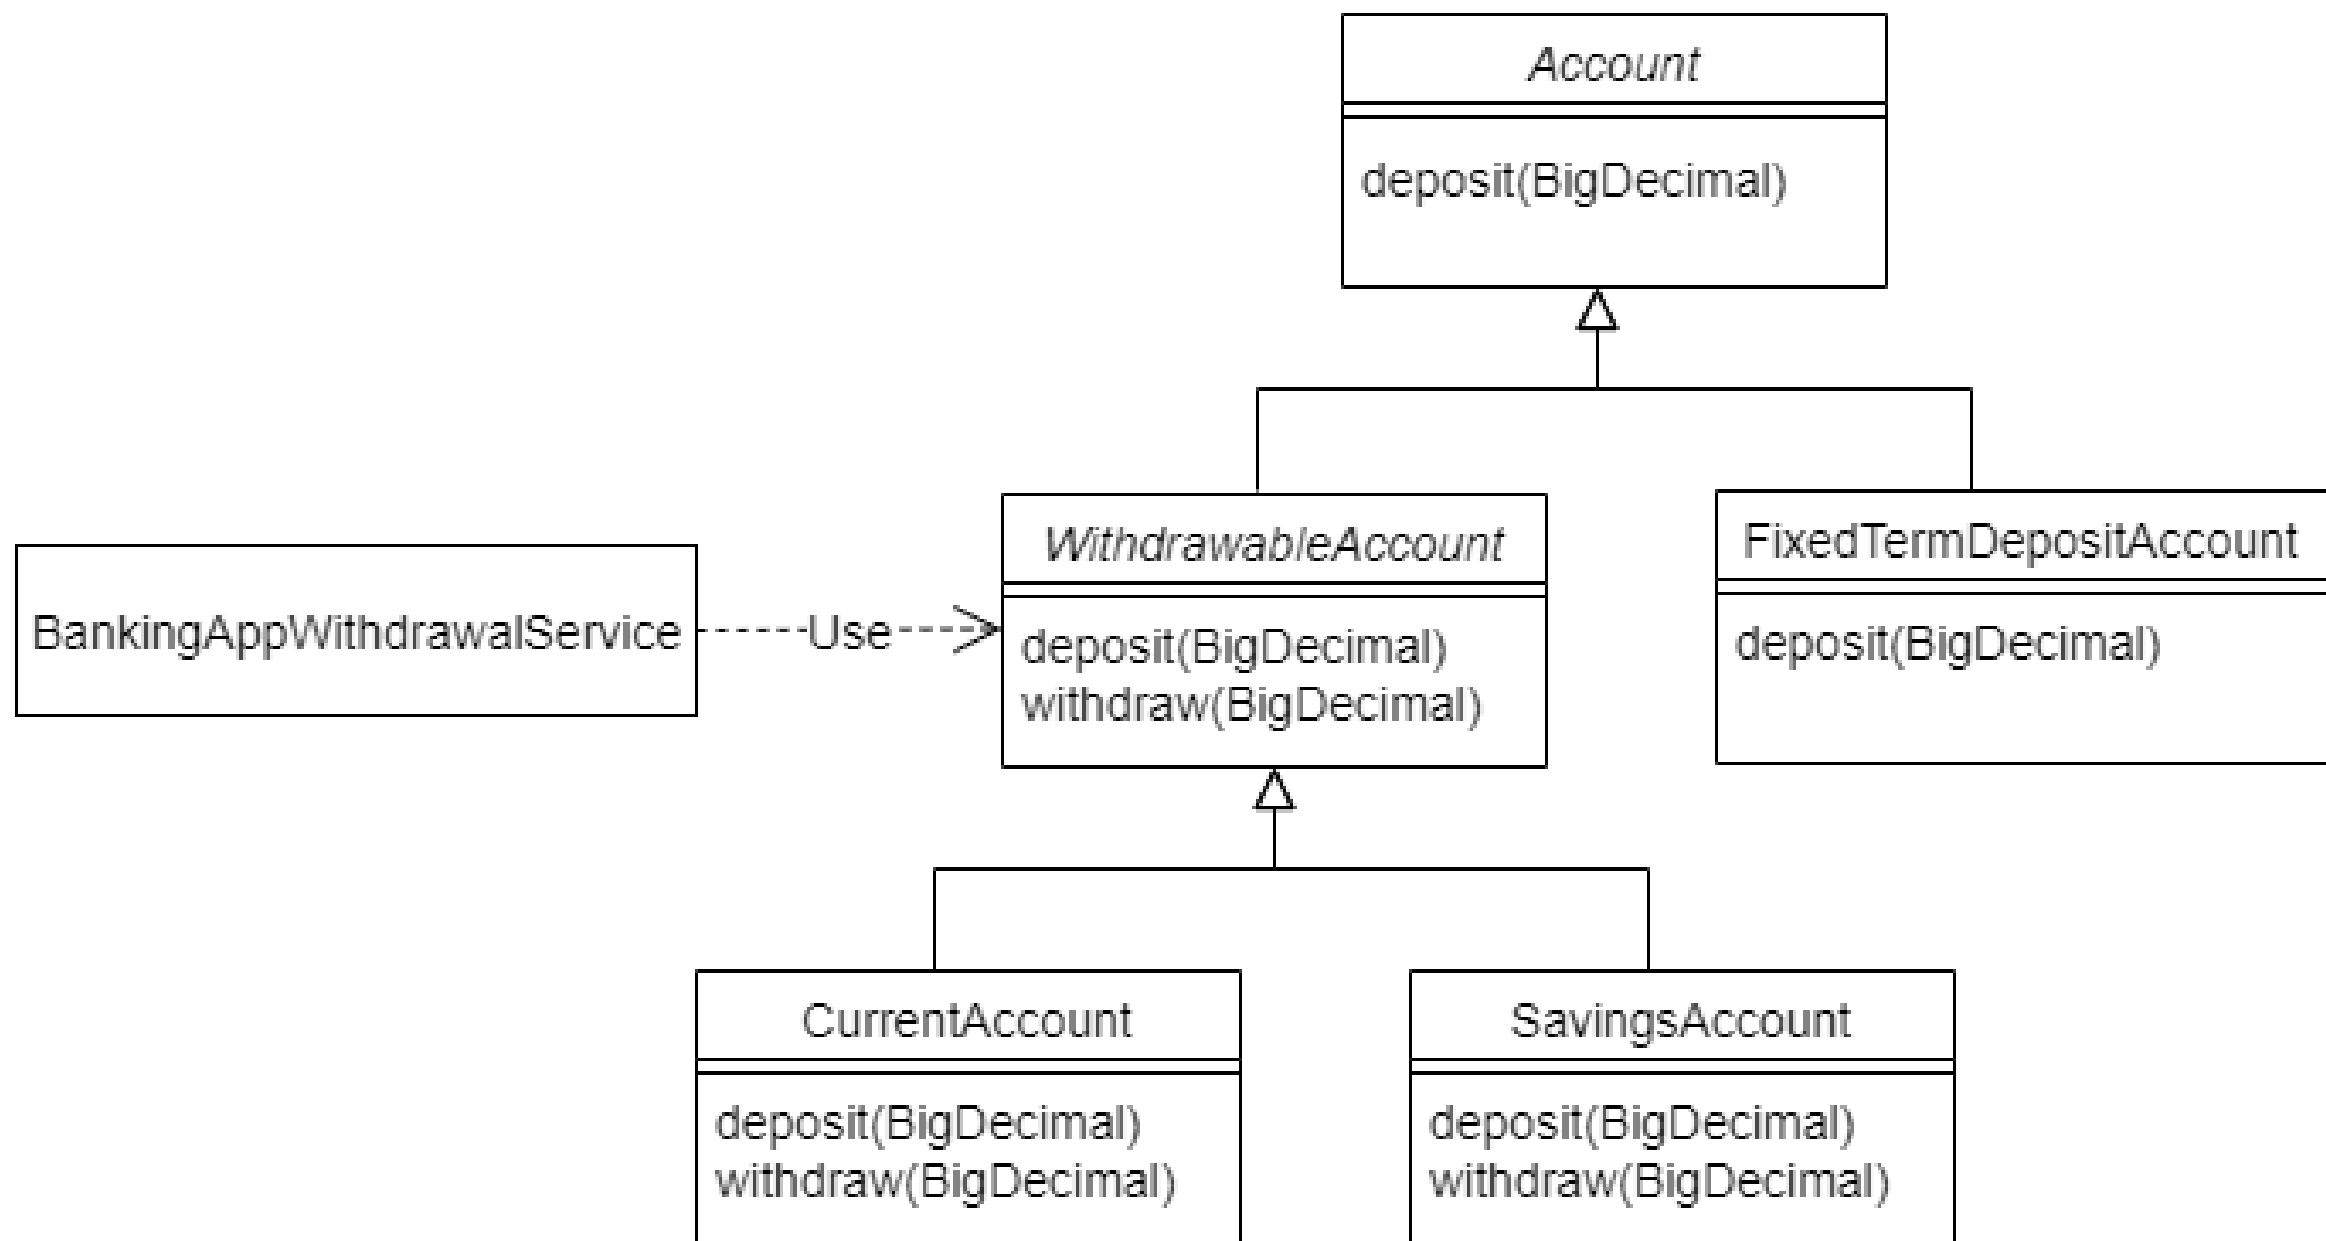 Account
deposit(BigDecimal)
WithdrawableAccount
deposit(BigDecimal)
withdraw(BigDecimal)
FixedTermDepositAccount
deposit(BigDecimal)
BankingAppWithdrawalService
Use
CurrentAccount
deposit(BigDecimal)
withdraw(BigDecimal)
SavingsAccount
deposit(BigDecimal)
withdraw(BigDecimal)